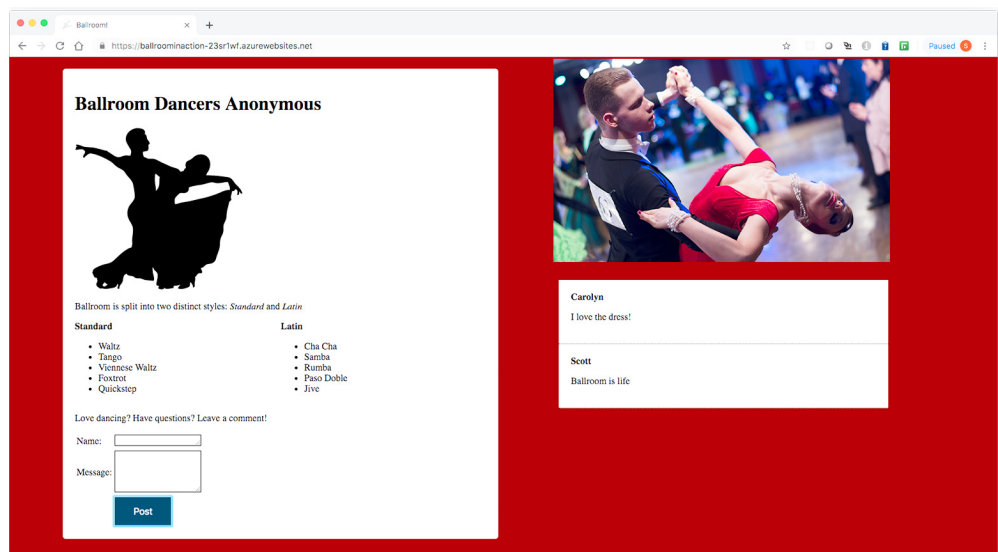 Ballroom!
https://ballroominaction-23sr1wf.azurewebsites.net
Paused S
Ballroom Dancers Anonymous
Ballroom is split into two distinct styles: Standard and Latin
Standard
• Waltz
• Tango
• Viennese Waltz
• Foxtrot
• Quickstep
Latin
• Cha Cha
• Samba
• Rumba
• Paso Doble
• Jive
Love dancing? Have questions? Leave a comment!
Name:
Message:
Post
Carolyn
I love the dress!
Scott
Ballroom is life